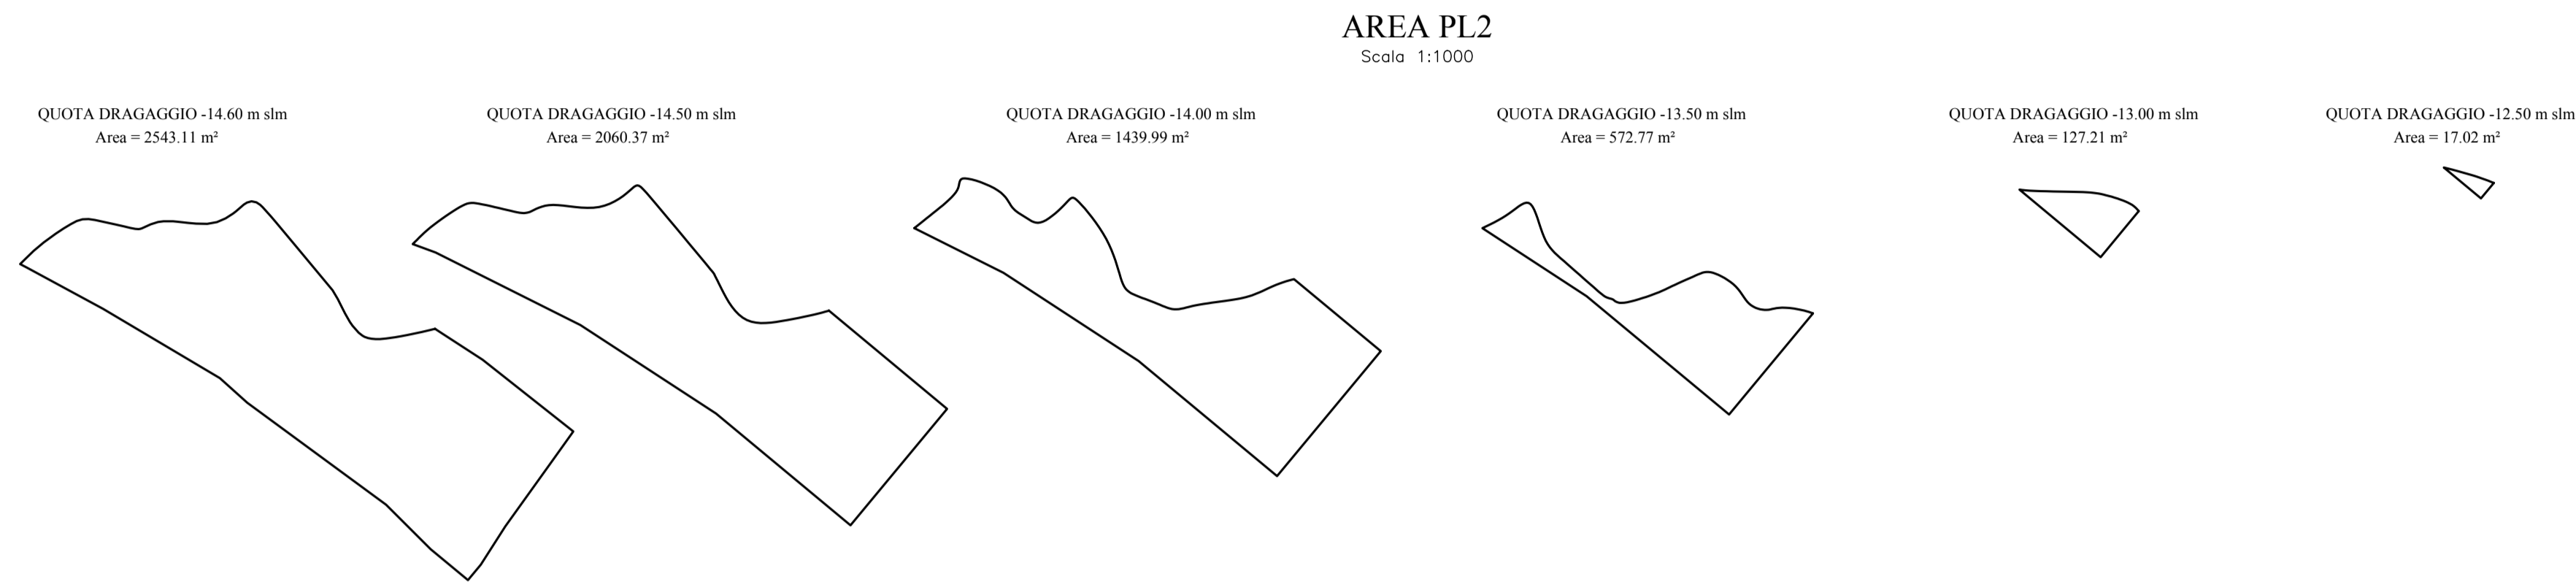 AREA PL2
Scala 1:1000
QUOTA DRAGAGGIO -14.60 m slm
Area = 2543.11 m²
QUOTA DRAGAGGIO -14.50 m slm
Area = 2060.37 m²
QUOTA DRAGAGGIO -14.00 m slm
Area = 1439.99 m²
QUOTA DRAGAGGIO -13.50 m slm
Area = 572.77 m²
QUOTA DRAGAGGIO -13.00 m slm
Area = 127.21 m²
QUOTA DRAGAGGIO -12.50 m slm
Area = 17.02 m²